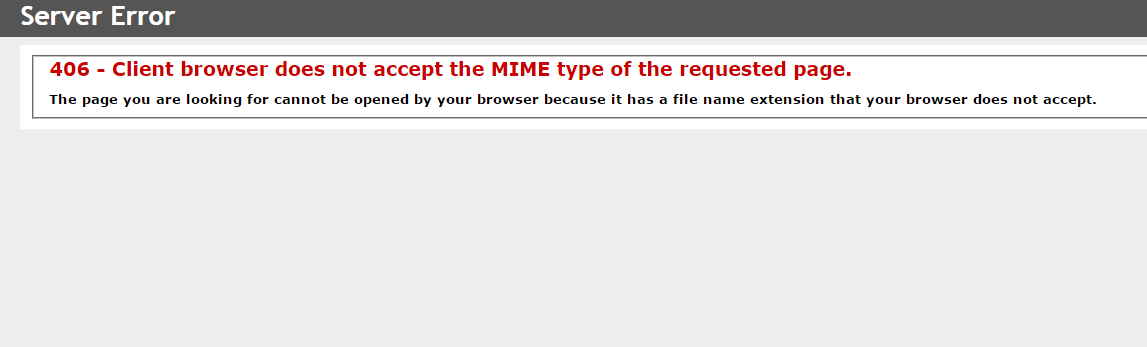 Server Error
406 - Client browser does not accept the MIME type of the requested page.
The page you are looking for cannot be opened by your browser because it has a file name extension that your browser does not accept.